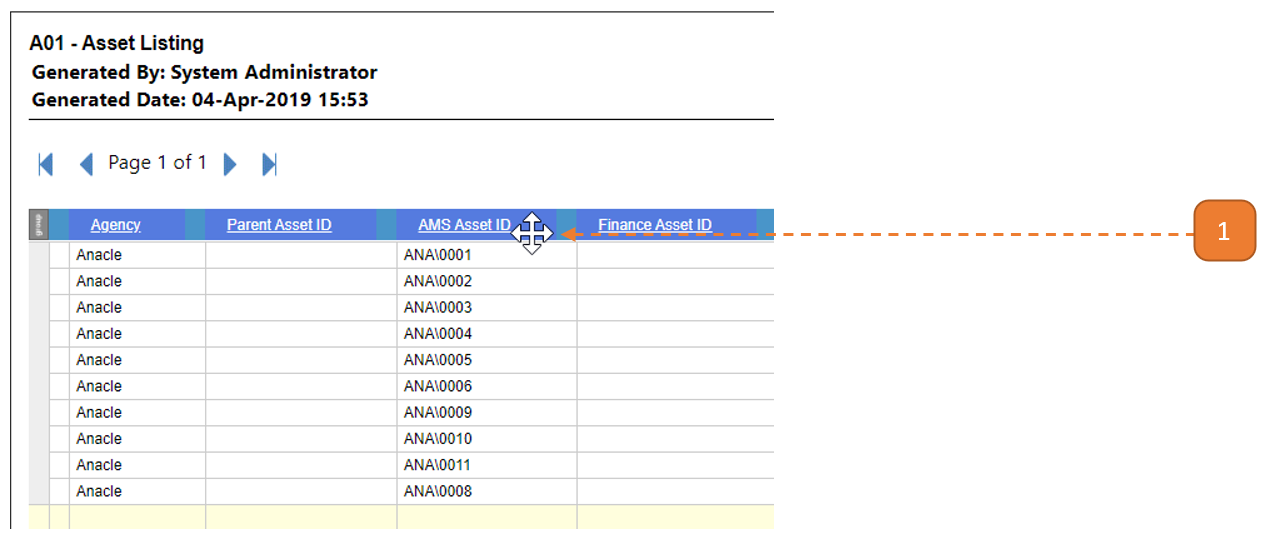 A01 - Asset Listing
Generated By: System Administrator
Generated Date: 04-Apr-2019 15:53
Page 1 of 1
group Agency Parent Asset ID AMS Asset ID Finance Asset ID
1
Anacle ANA\0001
Anacle ANA\0002
Anacle ANA\0003
Anacle ANA\0004
Anacle ANA\0005
Anacle ANA\0006
Anacle ANA\0009
Anacle ANA\0010
Anacle ANA\0011
Anacle ANA\0008